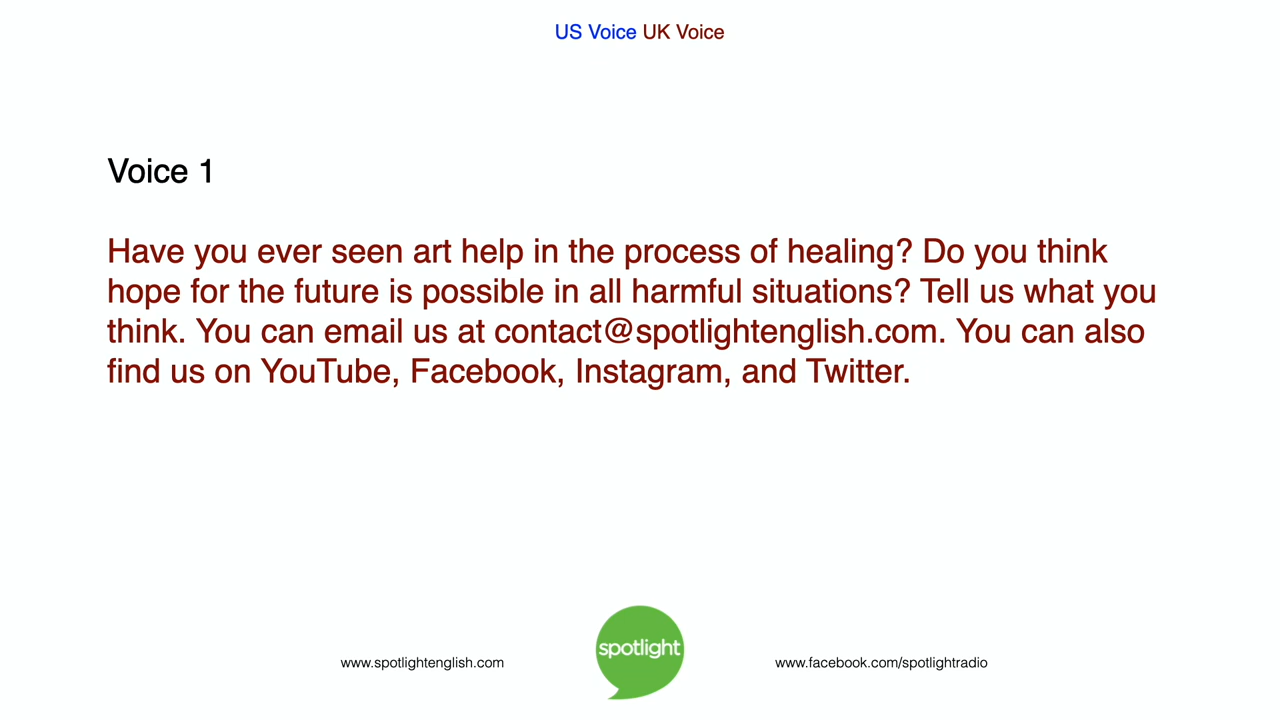 US Voice UK Voice
Voice 1
Have you ever seen art help in the process of healing? Do you think
hope for the future is possible in all harmful situations? Tell us what you
think. You can email us at contact@spotlightenglish.com. You can also
find us on YouTube, Facebook, Instagram, and Twitter.
www.spotlightenglish.com
spotlight
www.facebook.com/spotlightradio